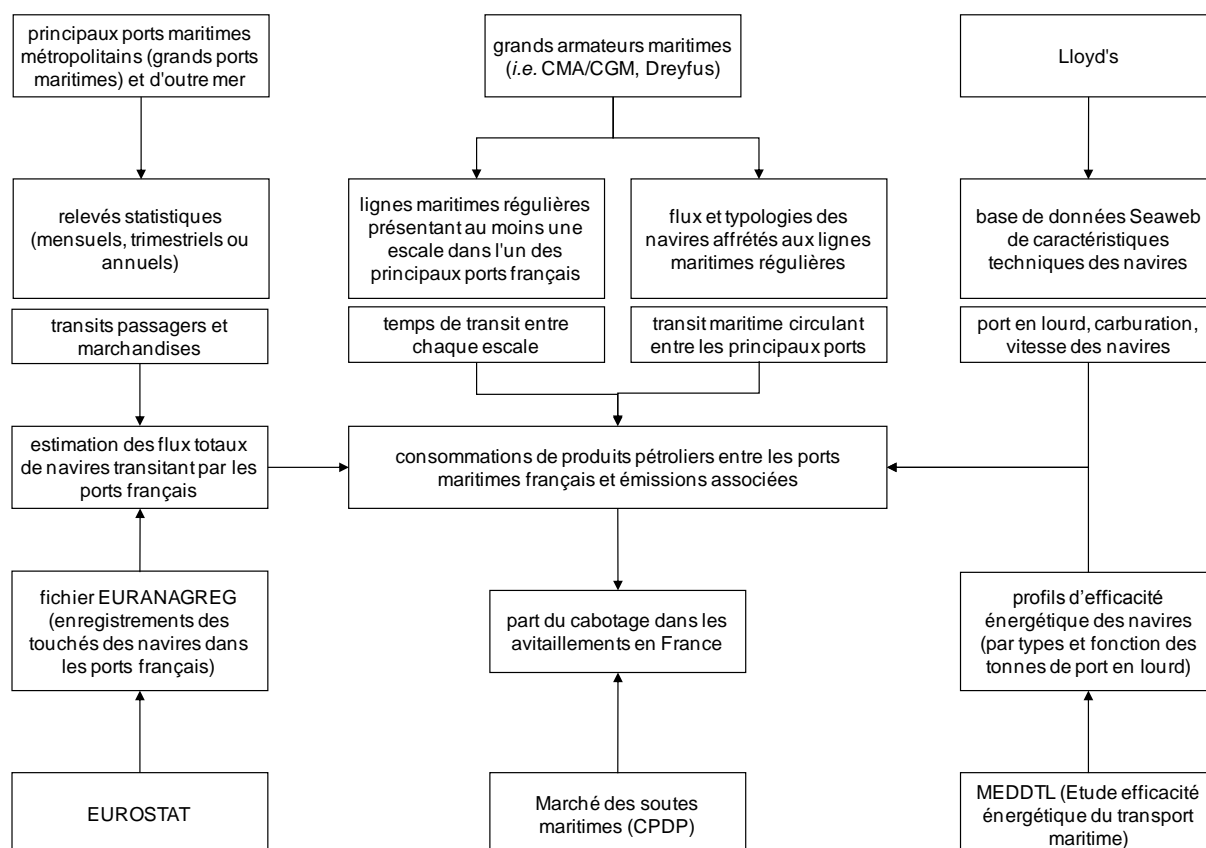 principaux ports maritimes
métropolitains (grands ports
maritimes) et d'outre mer
grands armateurs maritimes
(i.e. CMA/CGM, Dreyfus)
Lloyd's
relevés statistiques
(mensuels, trimestriels ou
annuels)
lignes maritimes régulières
présentant au moins une
escale dans l'un des
principaux ports français
flux et typologies des
navires affrétés aux lignes
maritimes régulières
base de données Seaweb
de caractéristiques
techniques des navires
transits passagers et
marchandises
temps de transit entre
chaque escale
transit maritime circulant
entre les principaux ports
port en lourd, carburation,
vitesse des navires
estimation des flux totaux
de navires transitant par les
ports français
consommations de produits pétroliers entre les ports
maritimes français et émissions associées
fichier EURANAGREG
(enregistrements des
touchés des navires dans
les ports français)
part du cabotage dans les
avitaillements en France
profils d’efficacité
énergétique des navires
(par types et fonction des
tonnes de port en lourd)
EUROSTAT
Marché des soutes
maritimes (CPDP)
MEDDTL (Etude efficacité
énergétique du transport
maritime)